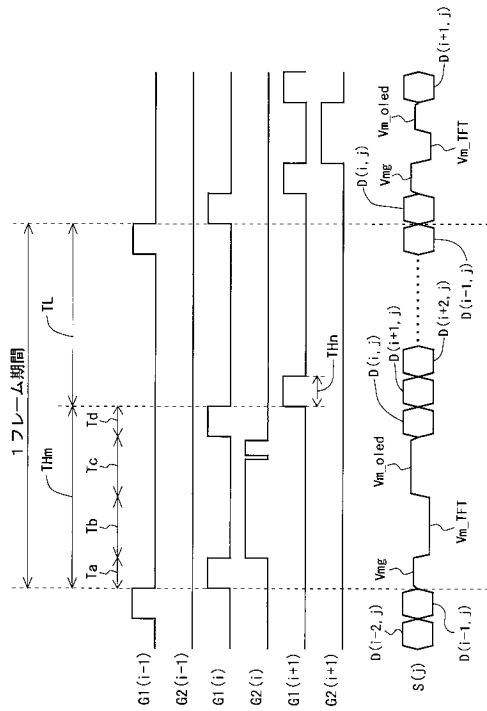 1フレーム期間
THm
TL
Ta
Tb
Tc
Td
G1(i-1)
G2(i-1)
G1(i)
G2(i)
G1(i+1)
THn
G2(i+1)
S(j)
D(i-2,j)
D(i-1,j)
Vmg
Vm_TFT
Vm_oled
D(i,j)
D(i+1,j)
D(i+2,j)
D(i-1,j)
D(i,j)
Vmg
Vm_TFT
Vm_oled
D(i+1,j)